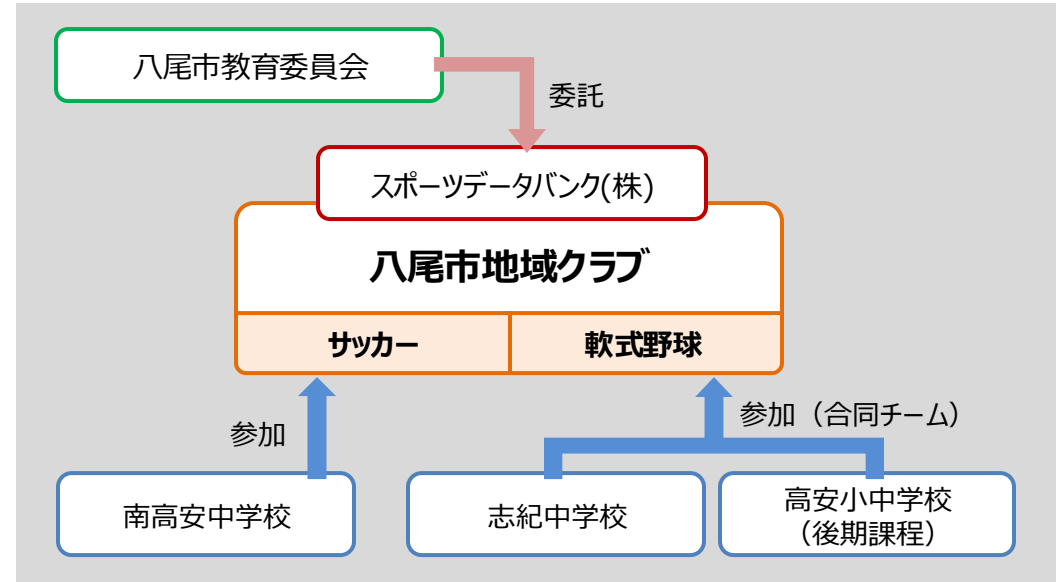 八尾市教育委員会
委託
スポーツデータバンク(株)
八尾市地域クラブ
サッカー
軟式野球
参加
参加（合同チーム）
南高安中学校
志紀中学校
高安小中学校
（後期課程）